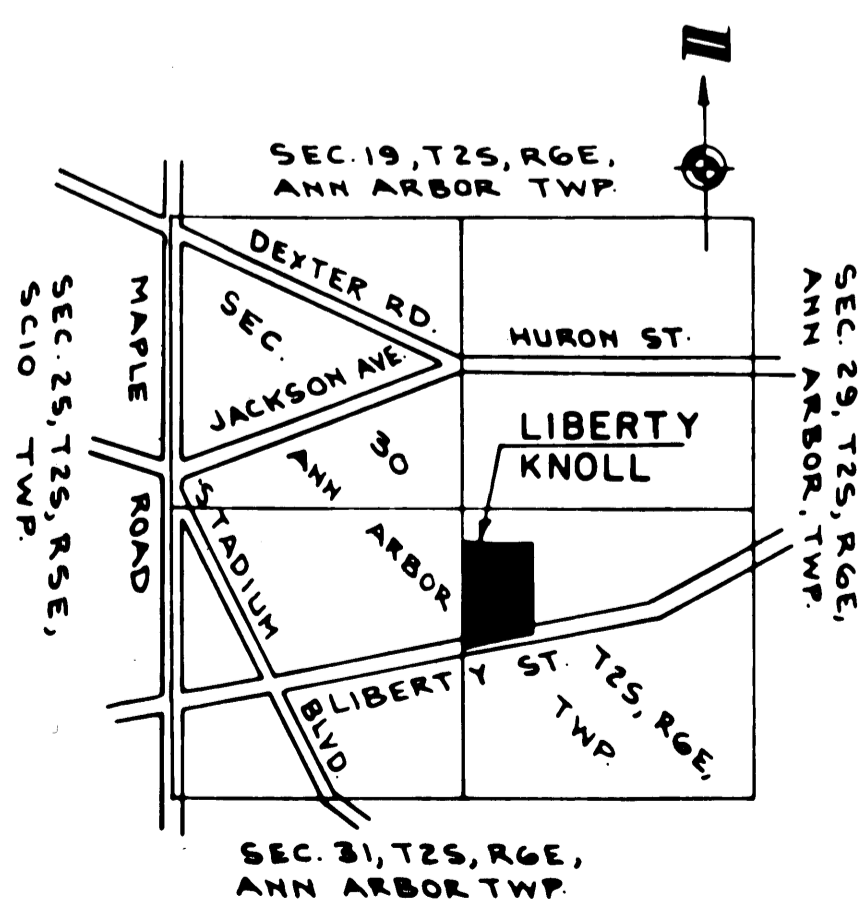 SEC. 19, T2S, R6E,
ANN ARBOR TWP.
DEXTER RD.
HURON ST.
SEC. 30
JACKSON AVE.
MAPLE ROAD
SEC. 25, T2S, R5E,
SCIO TWP.
SEC. 29, T2S, R6E,
ANN ARBOR, TWP.
LIBERTY
KNOLL
ANN ARBOR TWP.
T2S, R6E,
STADIUM BLVD.
LIBERTY ST.
SEC. 31, T2S, R6E,
ANN ARBOR TWP.